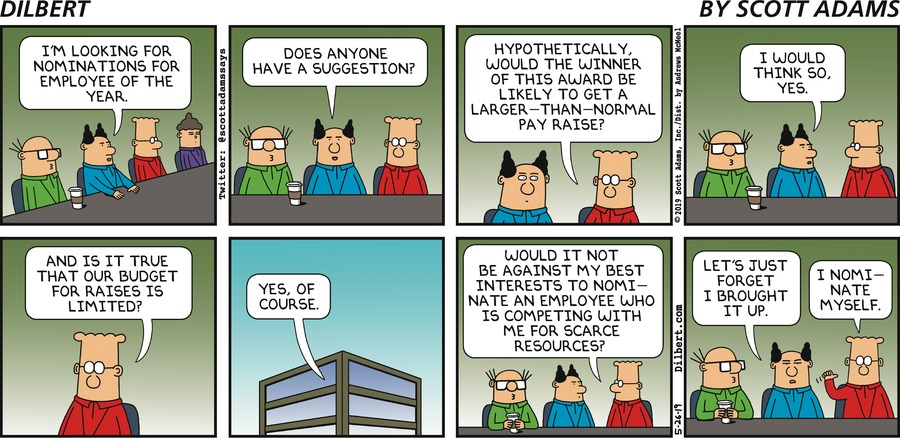 DILBERT
BY SCOTT ADAMS
I'M LOOKING FOR
NOMINATIONS FOR
EMPLOYEE OF THE
YEAR.
Twitter: @scottadamssays
DOES ANYONE
HAVE A SUGGESTION?
HYPOTHETICALLY,
WOULD THE WINNER
OF THIS AWARD BE
LIKELY TO GET A
LARGER-THAN-NORMAL
PAY RAISE?
©2019 Scott Adams, Inc./Dist. by Andrews McMeel
I WOULD
THINK SO,
YES.
AND IS IT TRUE
THAT OUR BUDGET
FOR RAISES IS
LIMITED?
YES, OF
COURSE.
WOULD IT NOT
BE AGAINST MY BEST
INTERESTS TO NOMI-
NATE AN EMPLOYEE WHO
IS COMPETING WITH
ME FOR SCARCE
RESOURCES?
5-26-19 Dilbert.com
LET'S JUST
FORGET
I BROUGHT
IT UP.
I NOMI-
NATE
MYSELF.